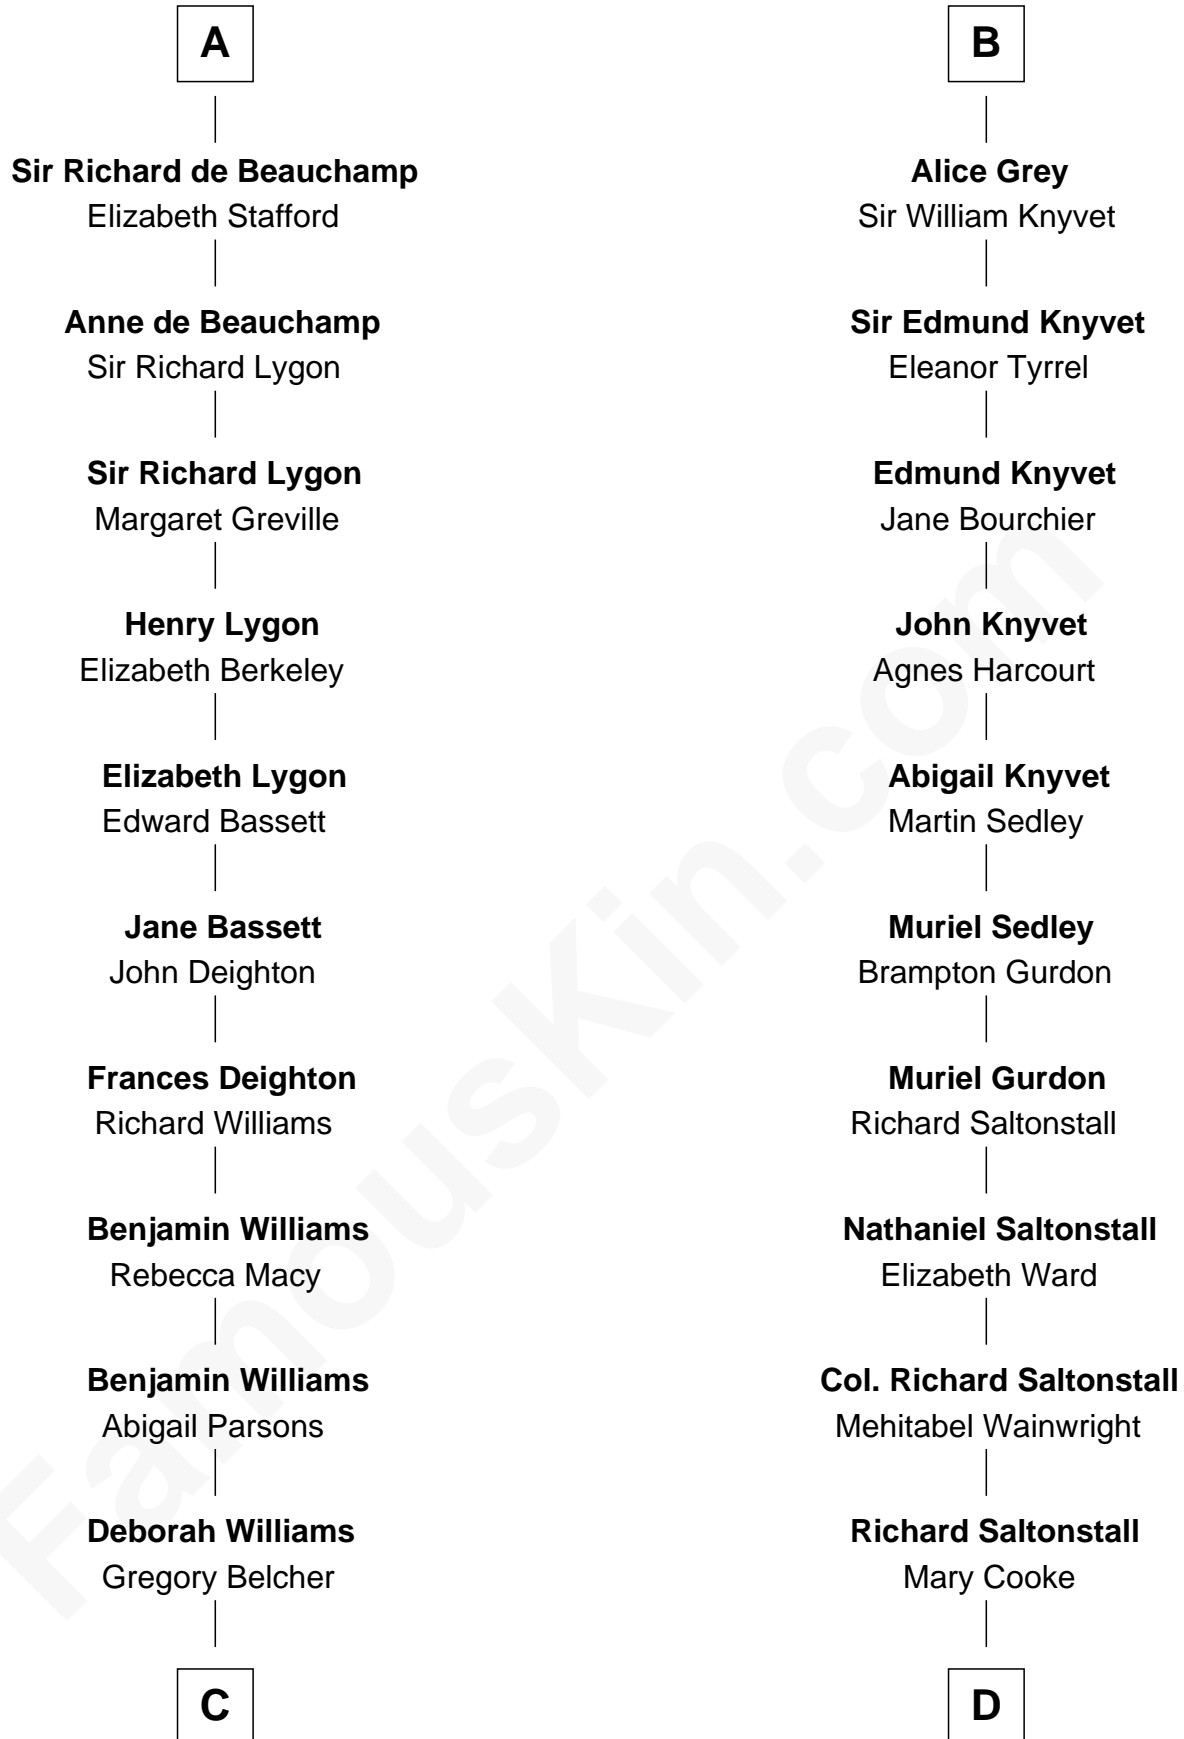 A
Sir Richard de Beauchamp
Elizabeth Stafford
Anne de Beauchamp
Sir Richard Lygon
Sir Richard Lygon
Margaret Greville
Henry Lygon
Elizabeth Berkeley
Elizabeth Lygon
Edward Bassett
Jane Bassett
John Deighton
Frances Deighton
Richard Williams
Benjamin Williams
Rebecca Macy
Benjamin Williams
Abigail Parsons
Deborah Williams
Gregory Belcher
C
B
Alice Grey
Sir William Knyvet
Sir Edmund Knyvet
Eleanor Tyrrel
Edmund Knyvet
Jane Bourchier
John Knyvet
Agnes Harcourt
Abigail Knyvet
Martin Sedley
Muriel Sedley
Brampton Gurdon
Muriel Gurdon
Richard Saltonstall
Nathaniel Saltonstall
Elizabeth Ward
Col. Richard Saltonstall
Mehitabel Wainwright
Richard Saltonstall
Mary Cooke
D
FamousKin.com